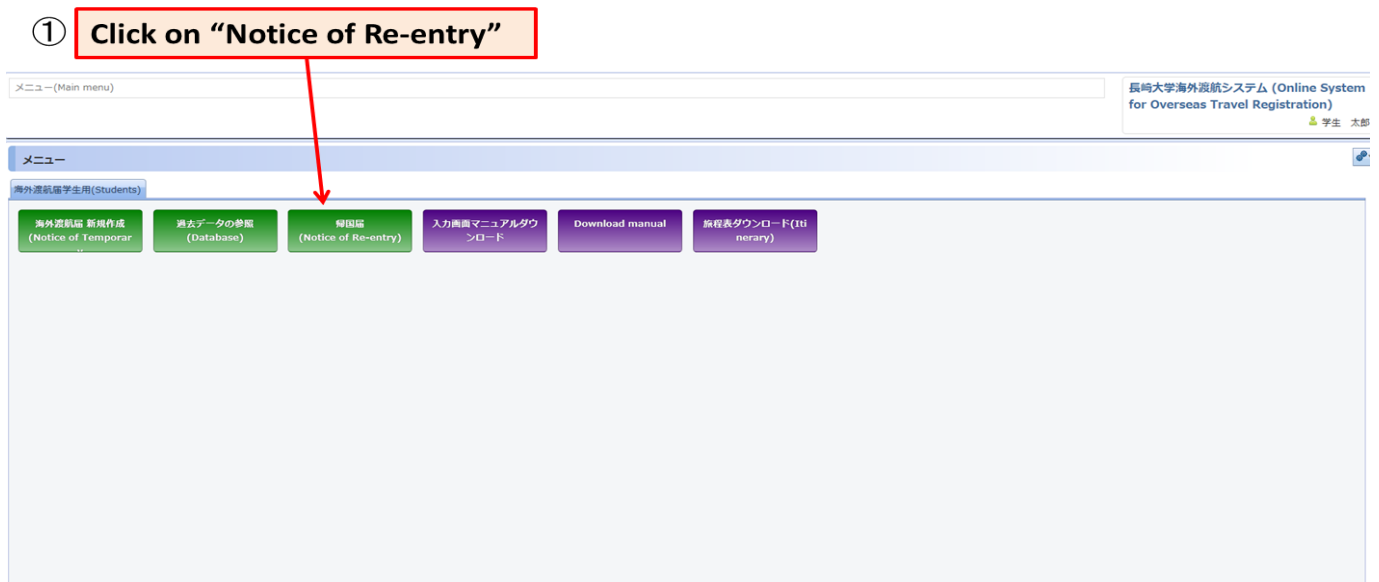 ① Click on “Notice of Re-entry”
メニュー(Main menu)
長崎大学海外渡航システム (Online System
for Overseas Travel Registration)
学生 太郎
メニュー
海外渡航届学生用(Students)
海外渡航届 新規作成
(Notice of Temporar
...
過去データの参照
(Database)
帰国届
(Notice of Re-entry)
入力画面マニュアルダウ
ンロード
Download manual
旅程表ダウンロード(Iti
nerary)